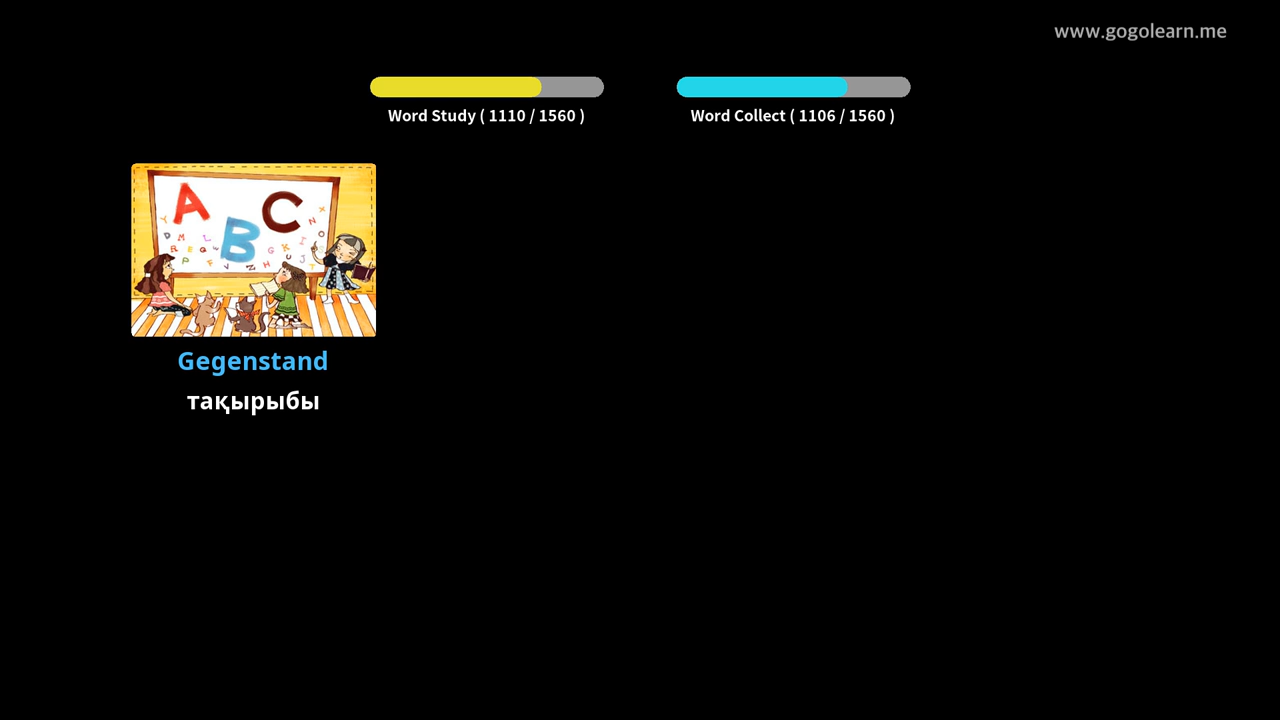 www.gogolearn.me
Word Study ( 1110 / 1560 )
Word Collect ( 1106 / 1560 )
A
B
C
Gegenstand
тақырыбы